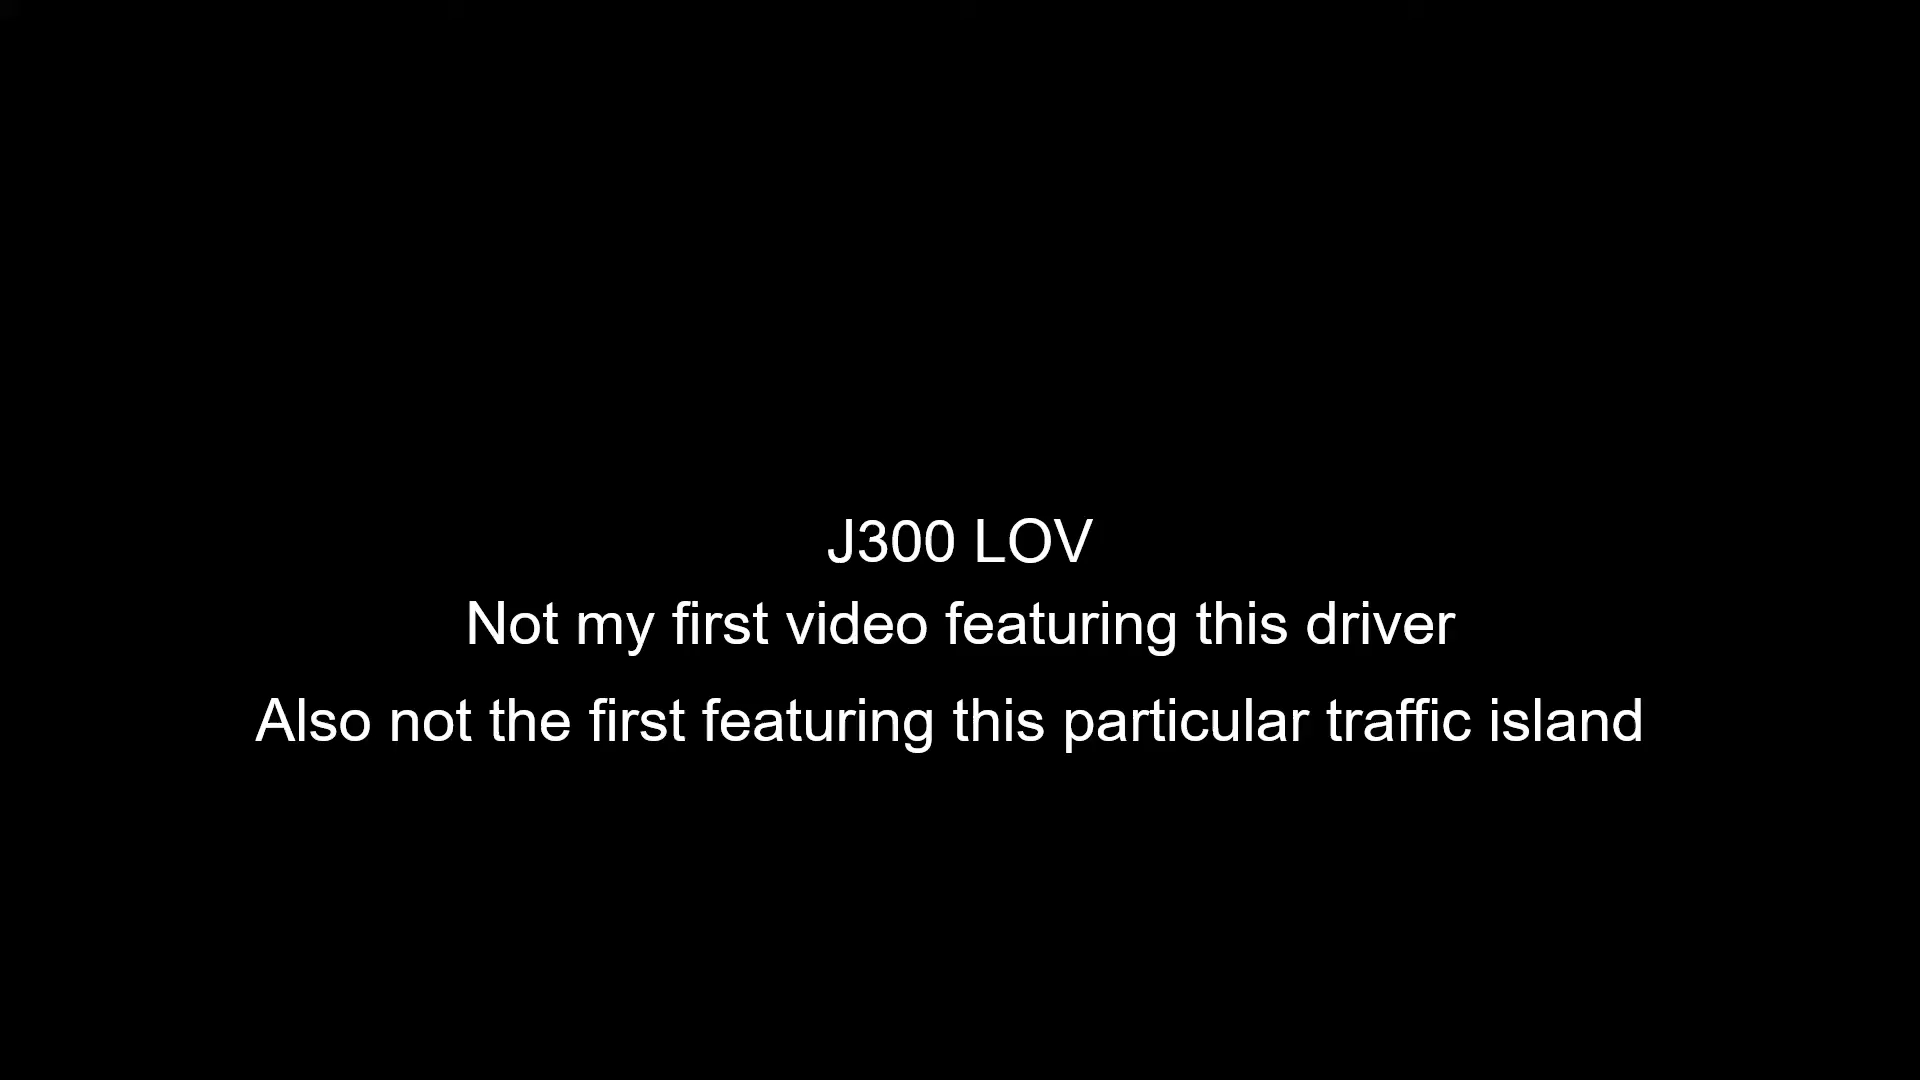 J300 LOV
Not my first video featuring this driver
Also not the first featuring this particular traffic island